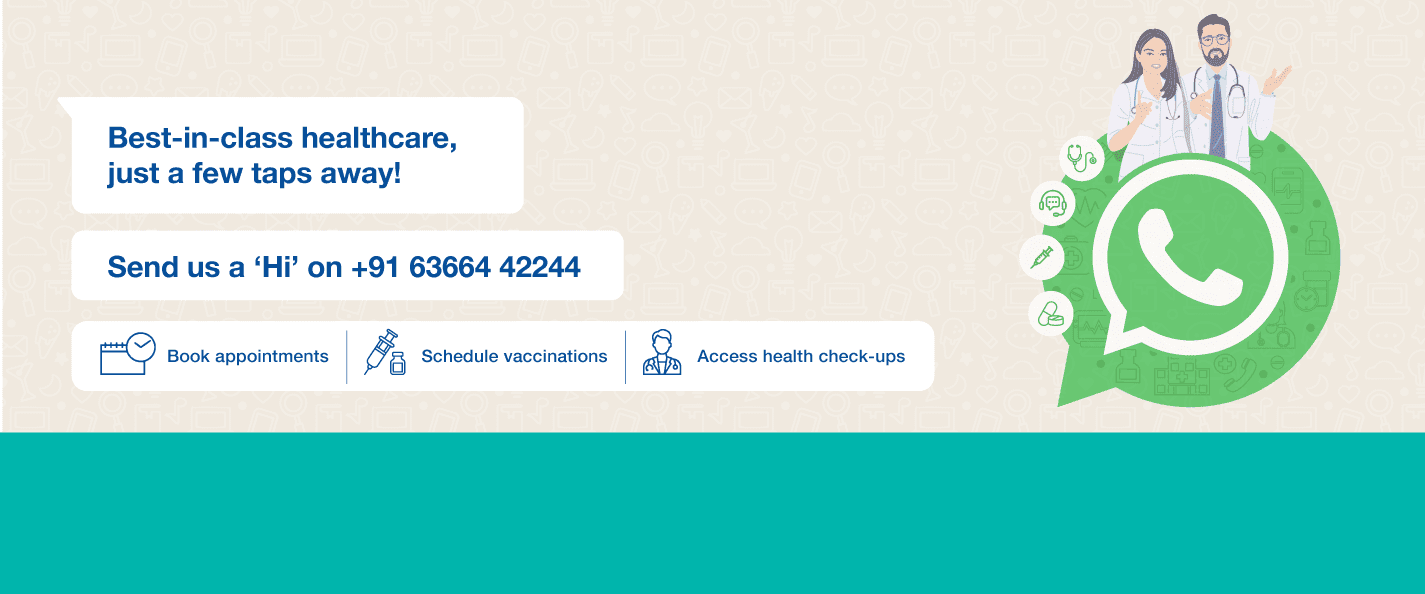 Best-in-class healthcare,
just a few taps away!
Send us a ‘Hi’ on +91 63664 42244
Book appointments
Schedule vaccinations
Access health check-ups